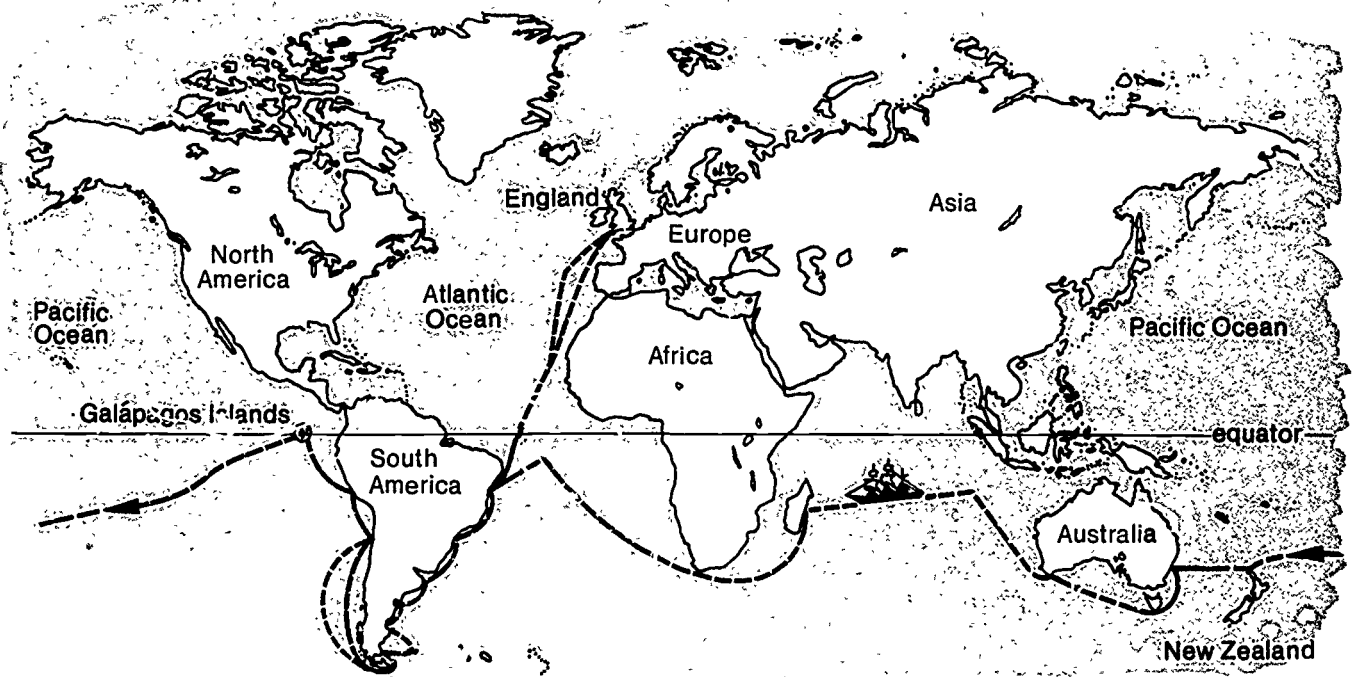 England
Asia
Europe
North
America
Atlantic
Ocean
Pacific
Ocean
Pacific Ocean
Africa
Galápagos Islands
equator
South
America
Australia
New Zealand